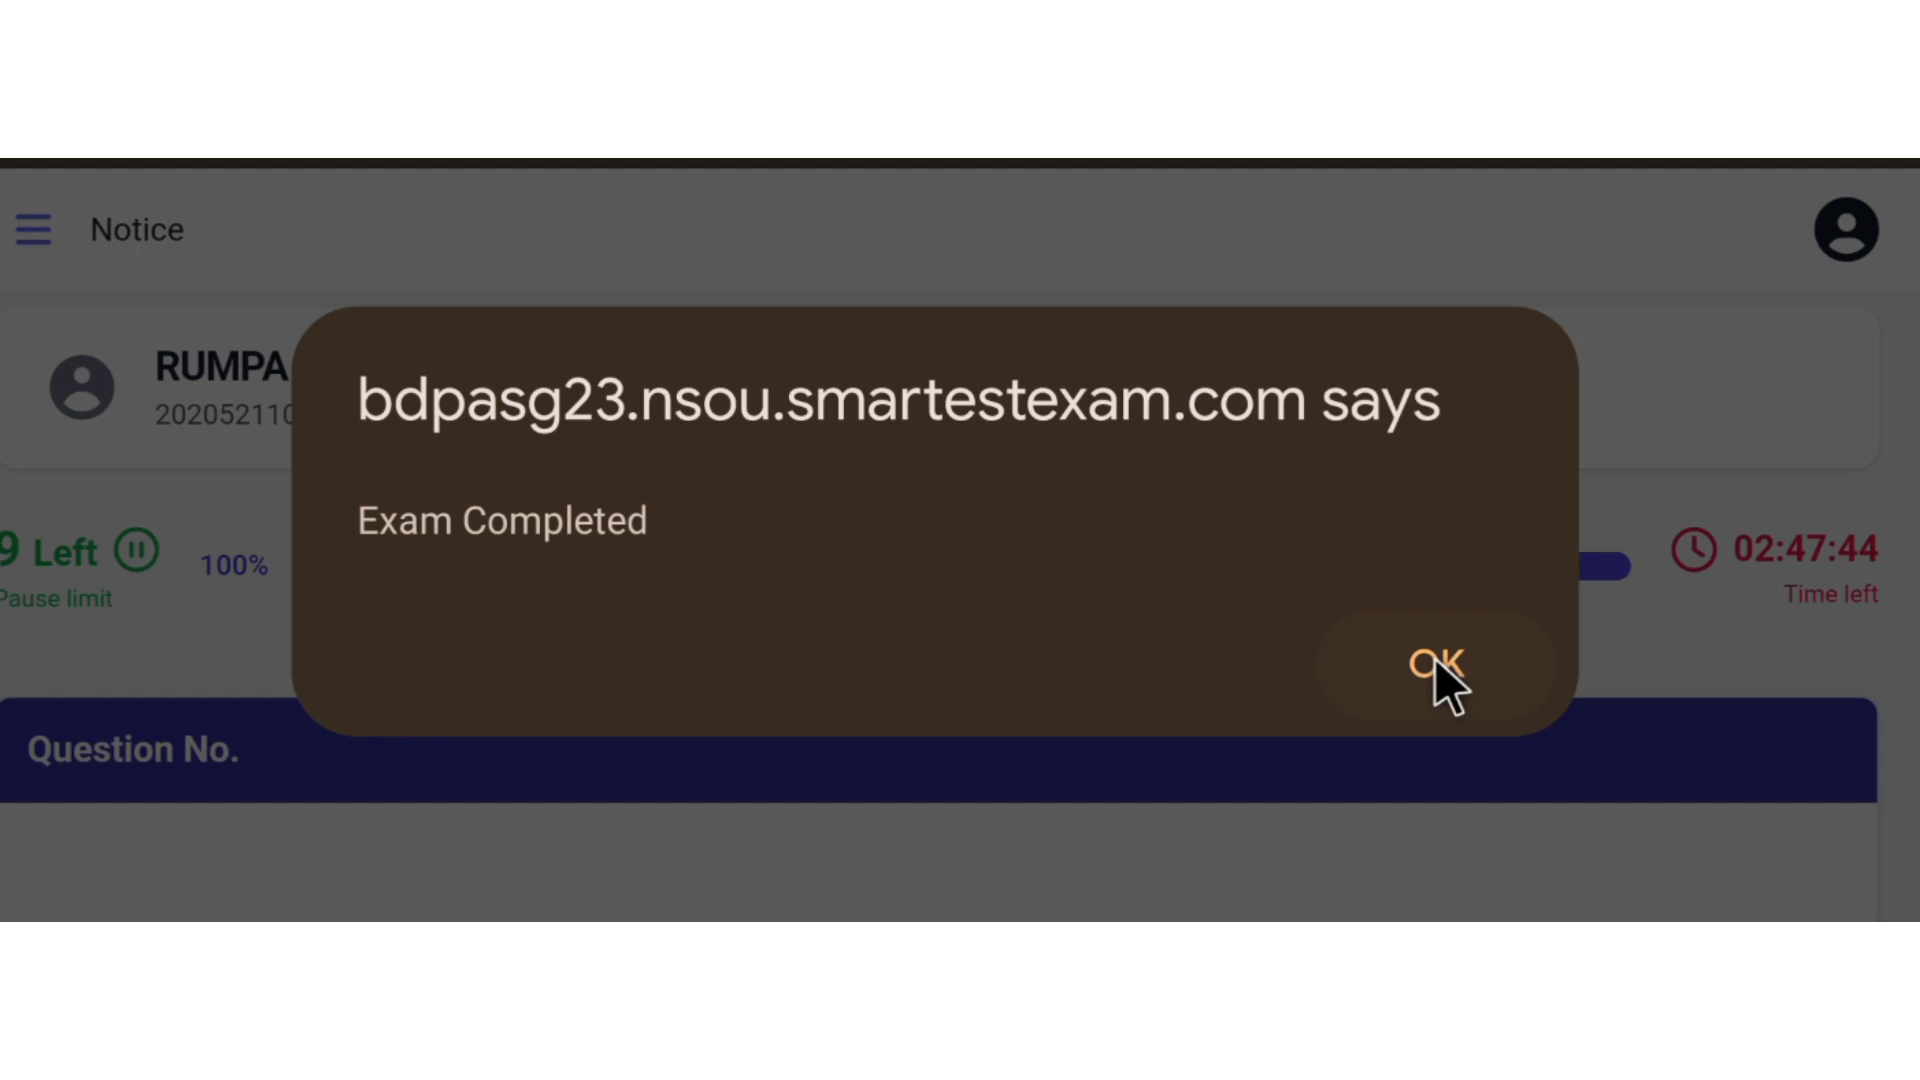 Notice
RUMPA
202052110
bdpasg23.nsou.smartestexam.com says
Exam Completed
OK
9 Left
Pause limit
100%
02:47:44
Time left
Question No.